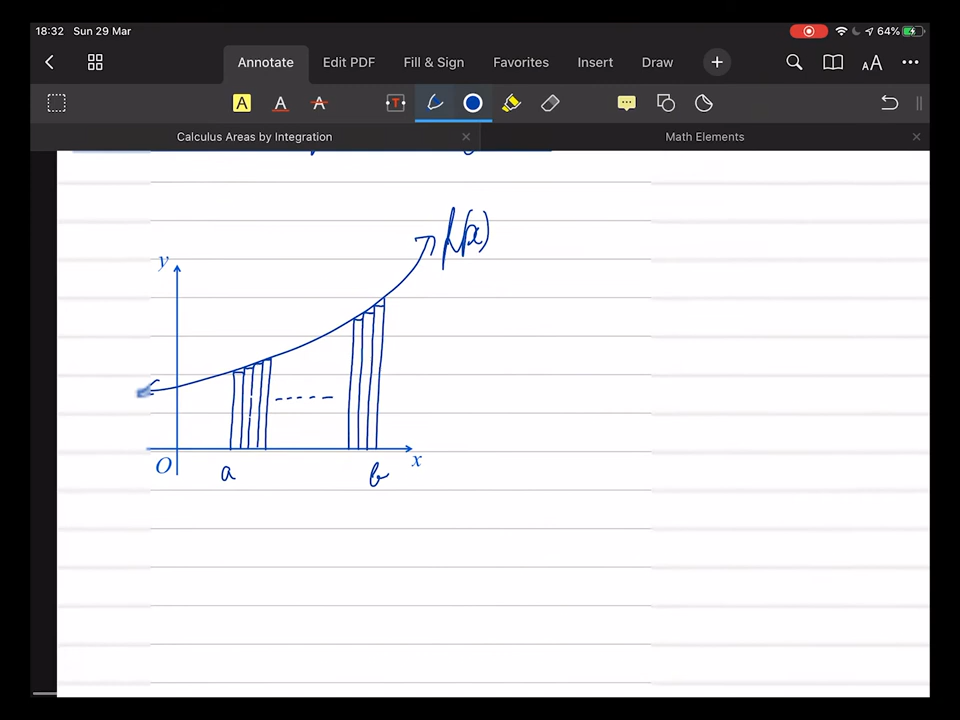 18:32 Sun 29 Mar 64%
Annotate Edit PDF Fill & Sign Favorites Insert Draw
Calculus Areas by Integration Math Elements
f(x)
y
O a b x